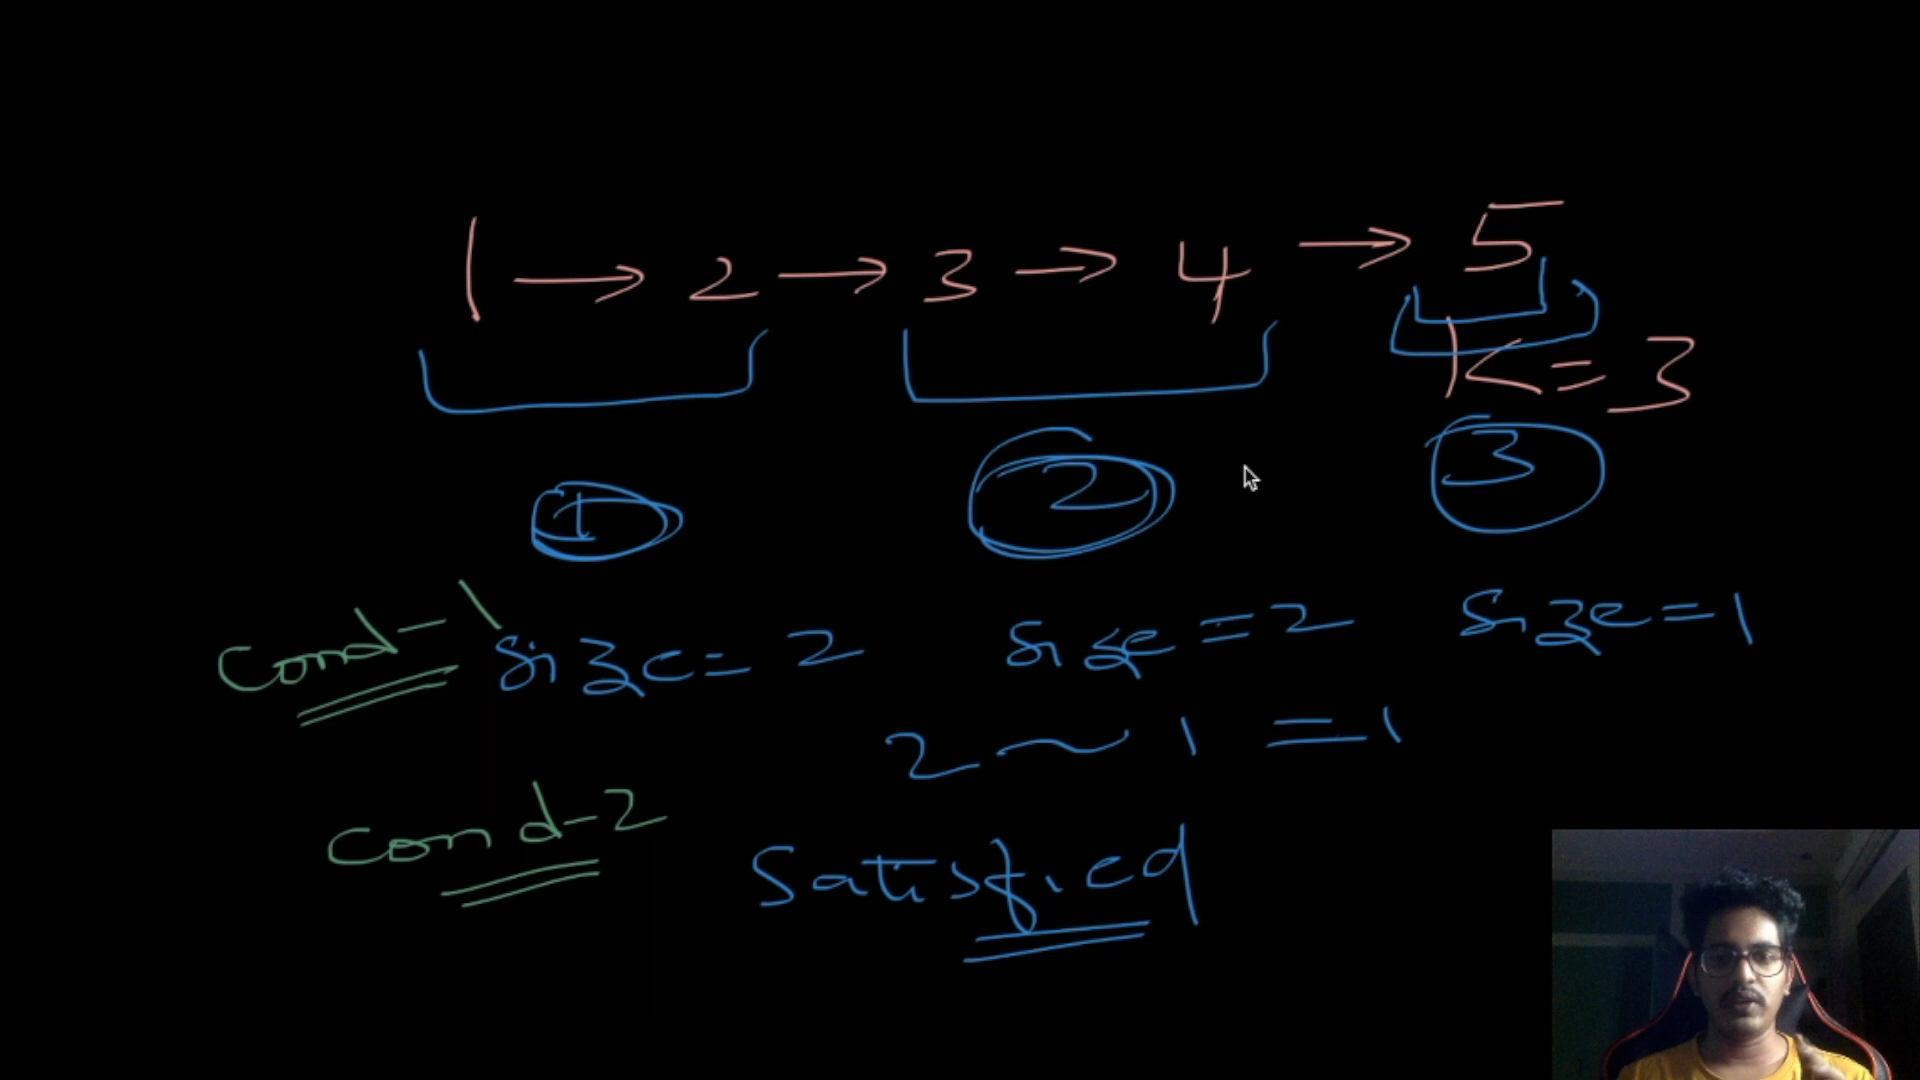 1 → 2 → 3 → 4 → 5
K = 3
1 2 3
Cond-1 size = 2 size = 2 size = 1
2 ~ 1 = 1
Cond-2
Satisfied